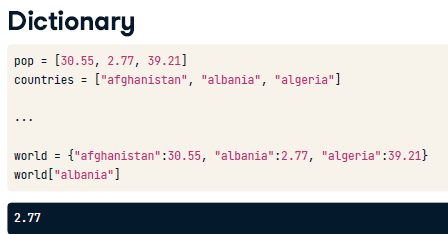 Dictionary
pop = [30.55, 2.77, 39.21]
countries = ["afghanistan", "albania", "algeria"]
...
world = {"afghanistan":30.55, "albania":2.77, "algeria":39.21}
world["albania"]
2.77